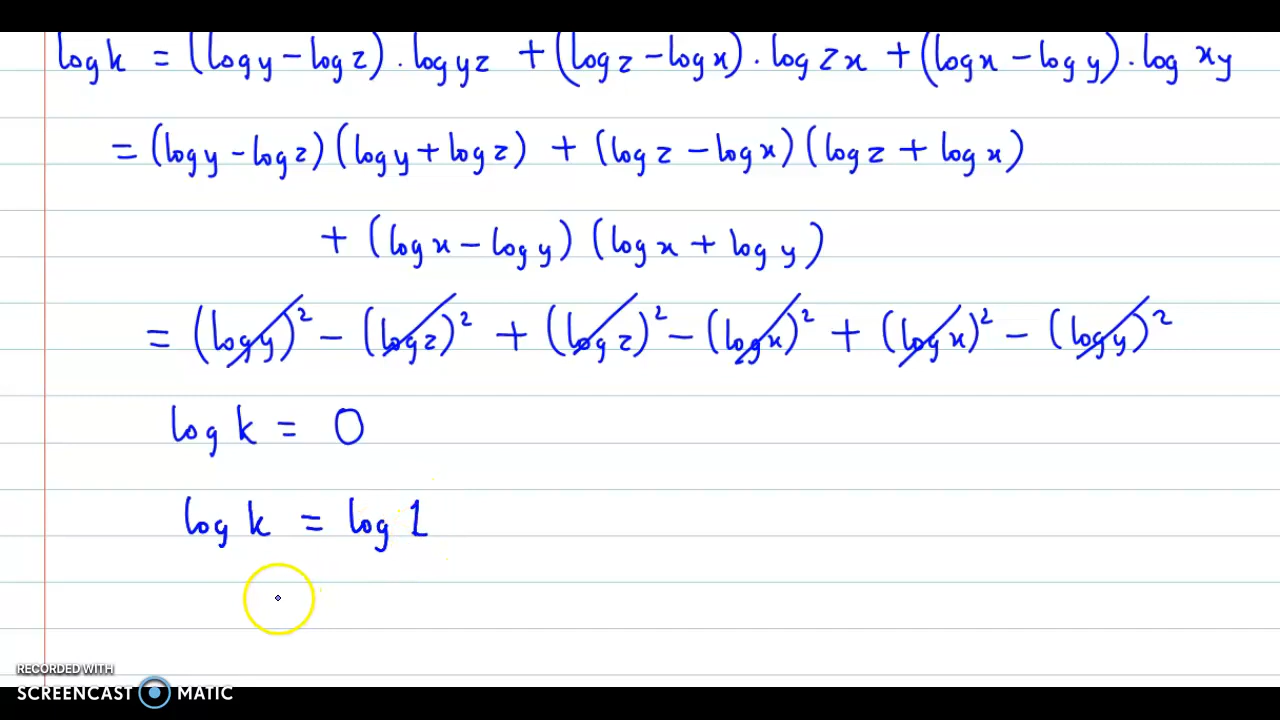 log k = (log y − log z) . log yz + (log z − log x) . log zx + (log x − log y) . log xy
= (log y − log z)(log y + log z) + (log z − log x)(log z + log x)
+ (log x − log y)(log x + log y)
= (log y)² − (log z)² + (log z)² − (log x)² + (log x)² − (log y)²
log k = 0
log k = log 1
RECORDED WITH
SCREENCAST MATIC